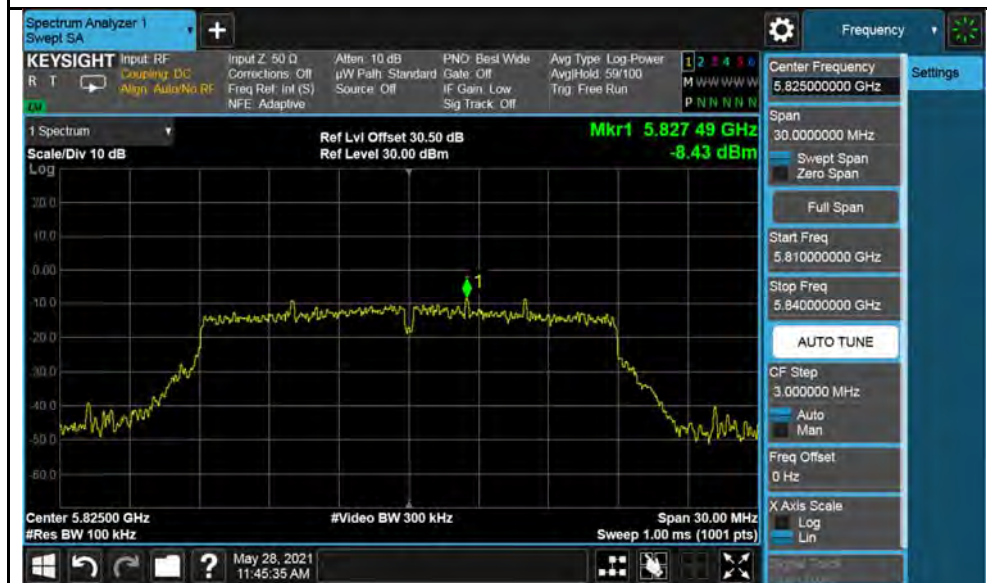 Spectrum Analyzer 1
Swept SA
+
Frequency
KEYSIGHT
R T
Input: RF
Coupling: DC
Align: Auto/No RF
Input Z: 50 Ω
Corrections: Off
Freq Ref: Int (S)
NFE: Adaptive
Atten: 10 dB
µW Path: Standard
Source: Off
PNO: Best Wide
Gate: Off
IF Gain: Low
Sig Track: Off
Avg Type: Log-Power
Avg|Hold: 59/100
Trig: Free Run
1 2 3 4 5 6
M W W W W W
P N N N N N
1 Spectrum
Scale/Div 10 dB
Log
Ref Lvl Offset 30.50 dB
Ref Level 30.00 dBm
Mkr1 5.827 49 GHz
-8.43 dBm
20.0
10.0
0.00
-10.0
-20.0
-30.0
-40.0
-50.0
-60.0
1
Center 5.82500 GHz
#Res BW 100 kHz
#Video BW 300 kHz
Span 30.00 MHz
Sweep 1.00 ms (1001 pts)
Center Frequency
5.825000000 GHz
Settings
Span
30.0000000 MHz
Swept Span
Zero Span
Full Span
Start Freq
5.810000000 GHz
Stop Freq
5.840000000 GHz
AUTO TUNE
CF Step
3.000000 MHz
Auto
Man
Freq Offset
0 Hz
X Axis Scale
Log
Lin
?
May 28, 2021
11:45:35 AM